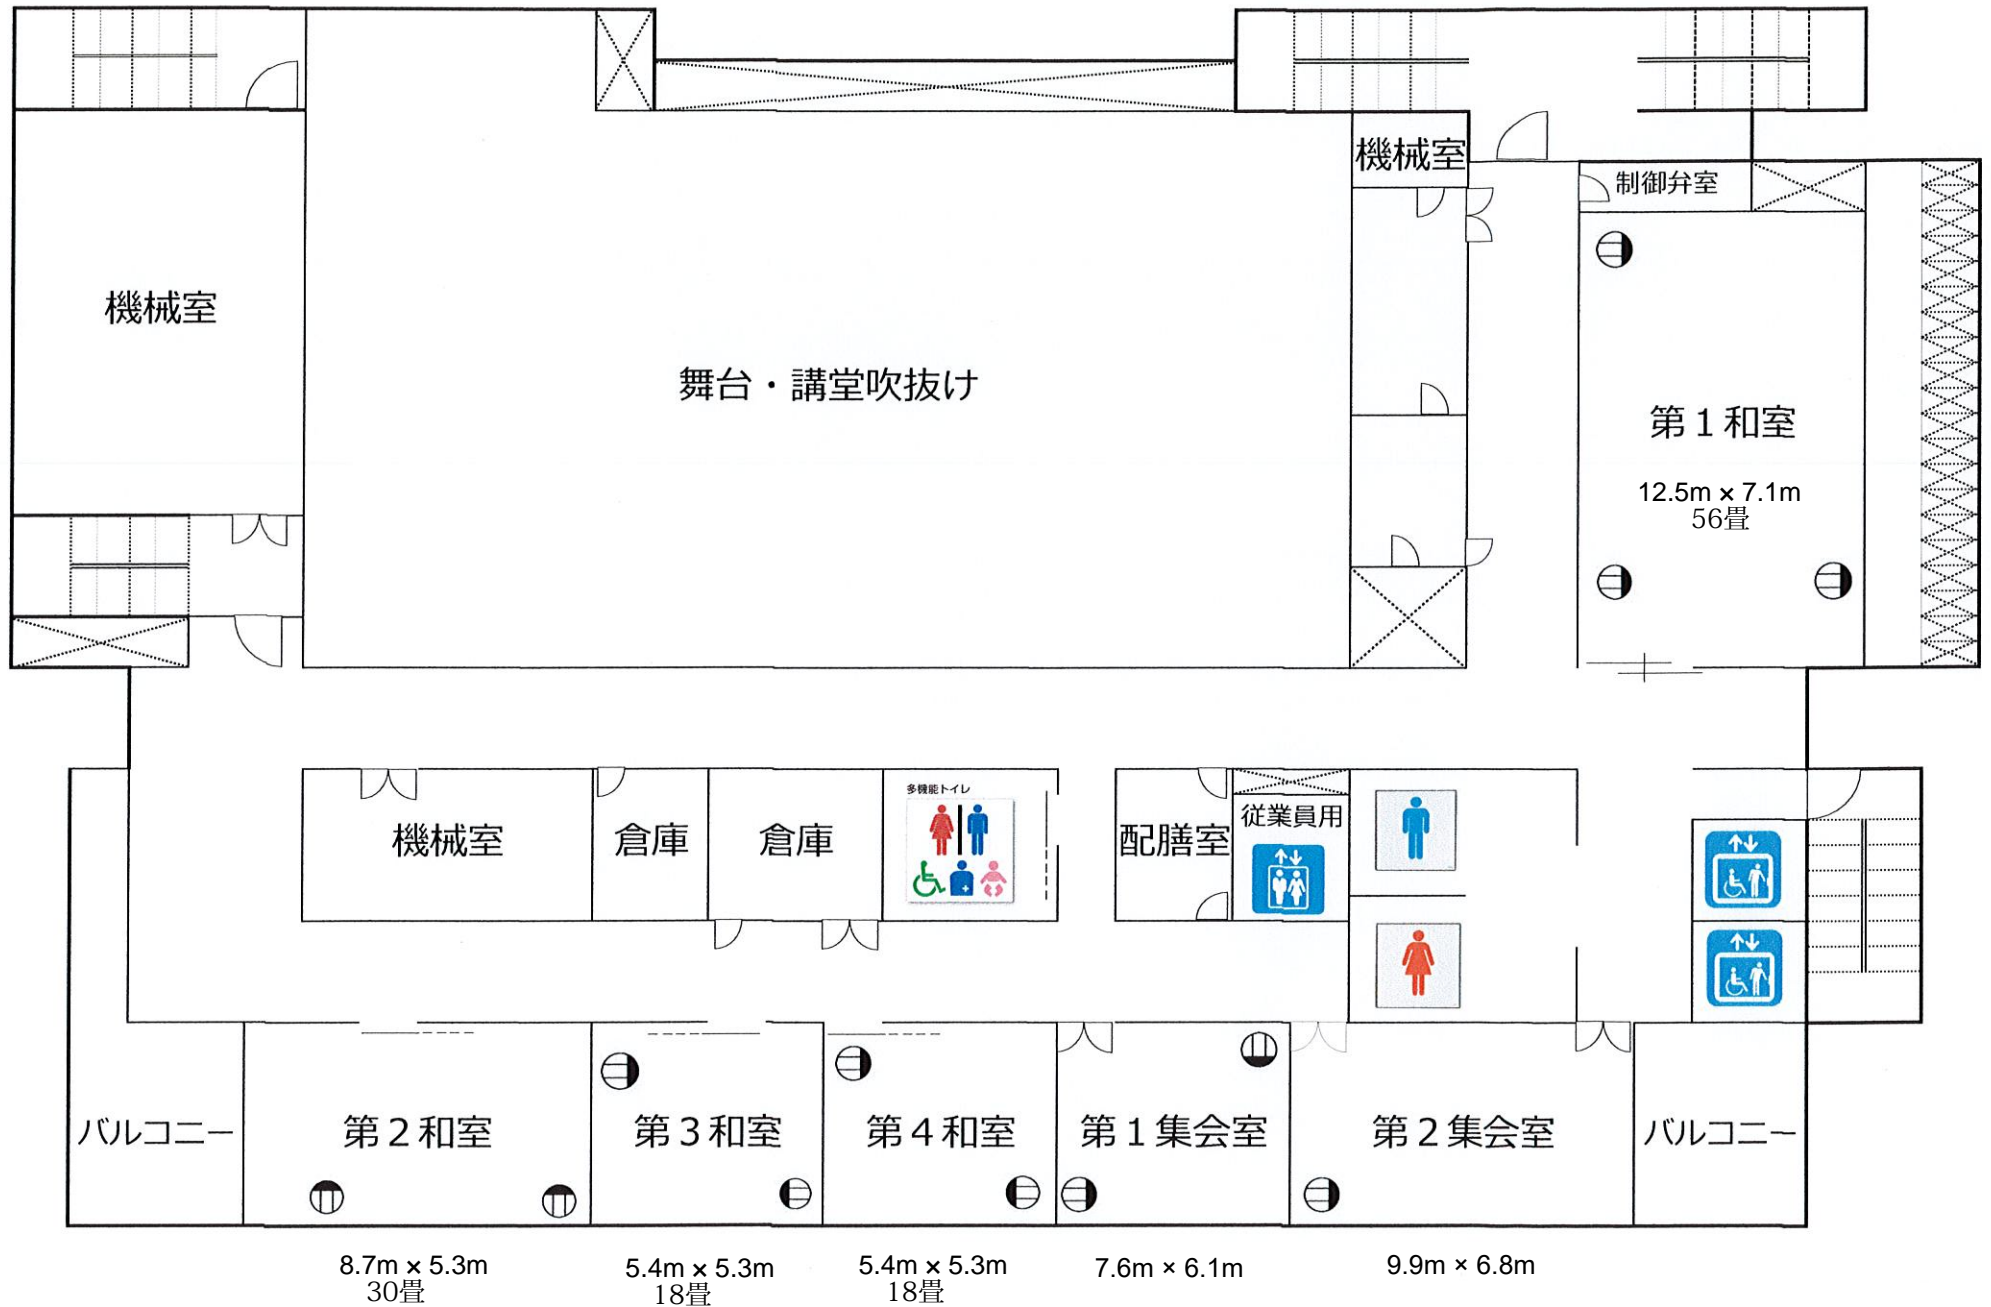 機械室
制御弁室
機械室
舞台・講堂吹抜け
第１和室
12.5m × 7.1m
56畳
多機能トイレ
機械室
倉庫
倉庫
配膳室
従業員用
バルコニー
第２和室
第３和室
第４和室
第１集会室
第２集会室
バルコニー
8.7m × 5.3m
30畳
5.4m × 5.3m
18畳
5.4m × 5.3m
18畳
7.6m × 6.1m
9.9m × 6.8m